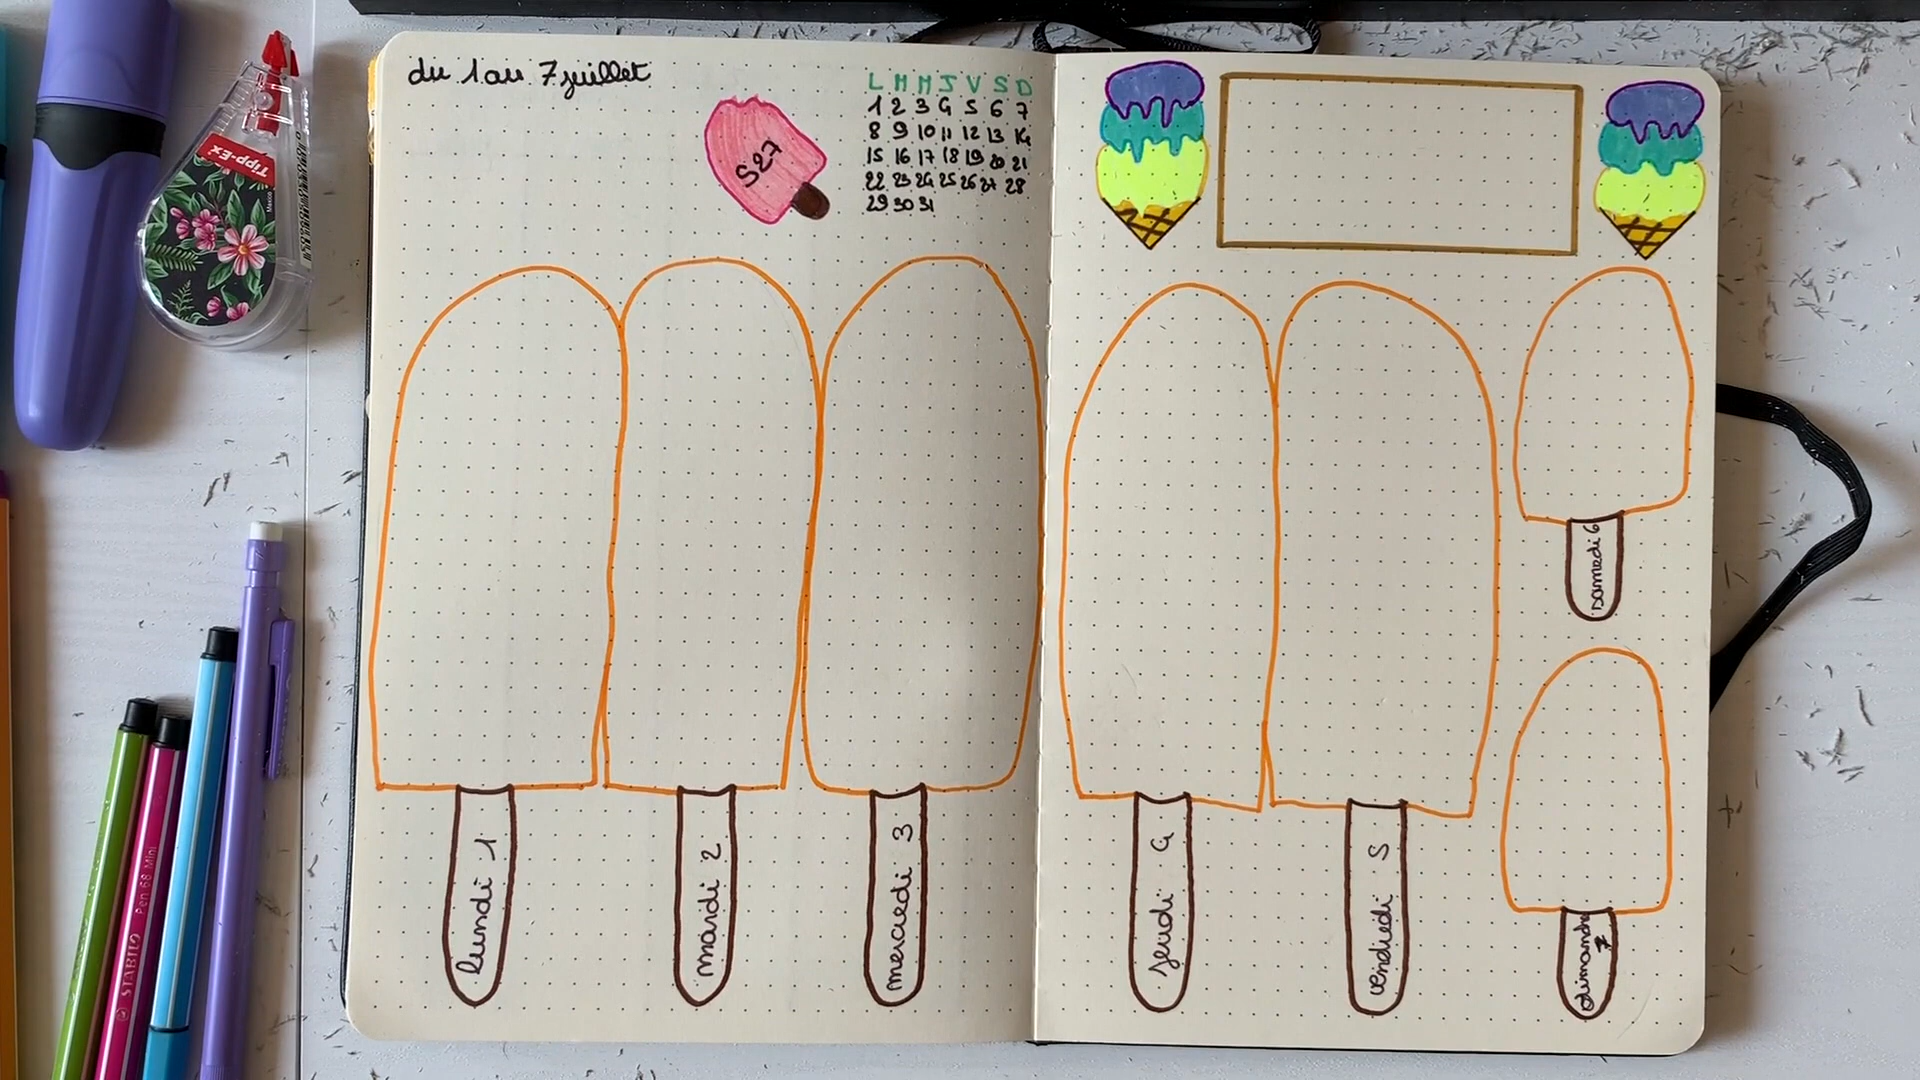 du 1 au 7 juillet
S27
L M M J V S D
1 2 3 4 5 6 7
8 9 10 11 12 13 14
15 16 17 18 19 20 21
22 23 24 25 26 27 28
29 30 31
lundi 1
mardi 2
mercredi 3
jeudi 4
vendredi 5
samedi 6
dimanche 7
Tipp-Ex
STABILO Pen 68 Mini